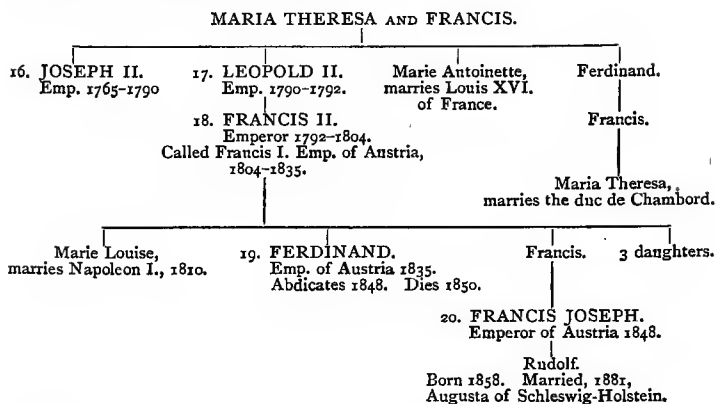 MARIA THERESA AND FRANCIS.
16. JOSEPH II.
Emp. 1765-1790
17. LEOPOLD II.
Emp. 1790-1792.
Marie Antoinette,
marries Louis XVI.
of France.
Ferdinand.
18. FRANCIS II.
Emperor 1792-1804.
Called Francis I. Emp. of Austria,
1804-1835.
Francis.
Maria Theresa,
marries the duc de Chambord.
Marie Louise,
marries Napoleon I., 1810.
19. FERDINAND.
Emp. of Austria 1835.
Abdicates 1848. Dies 1850.
Francis.
3 daughters.
20. FRANCIS JOSEPH.
Emperor of Austria 1848.
Rudolf.
Born 1858. Married, 1881,
Augusta of Schleswig-Holstein.